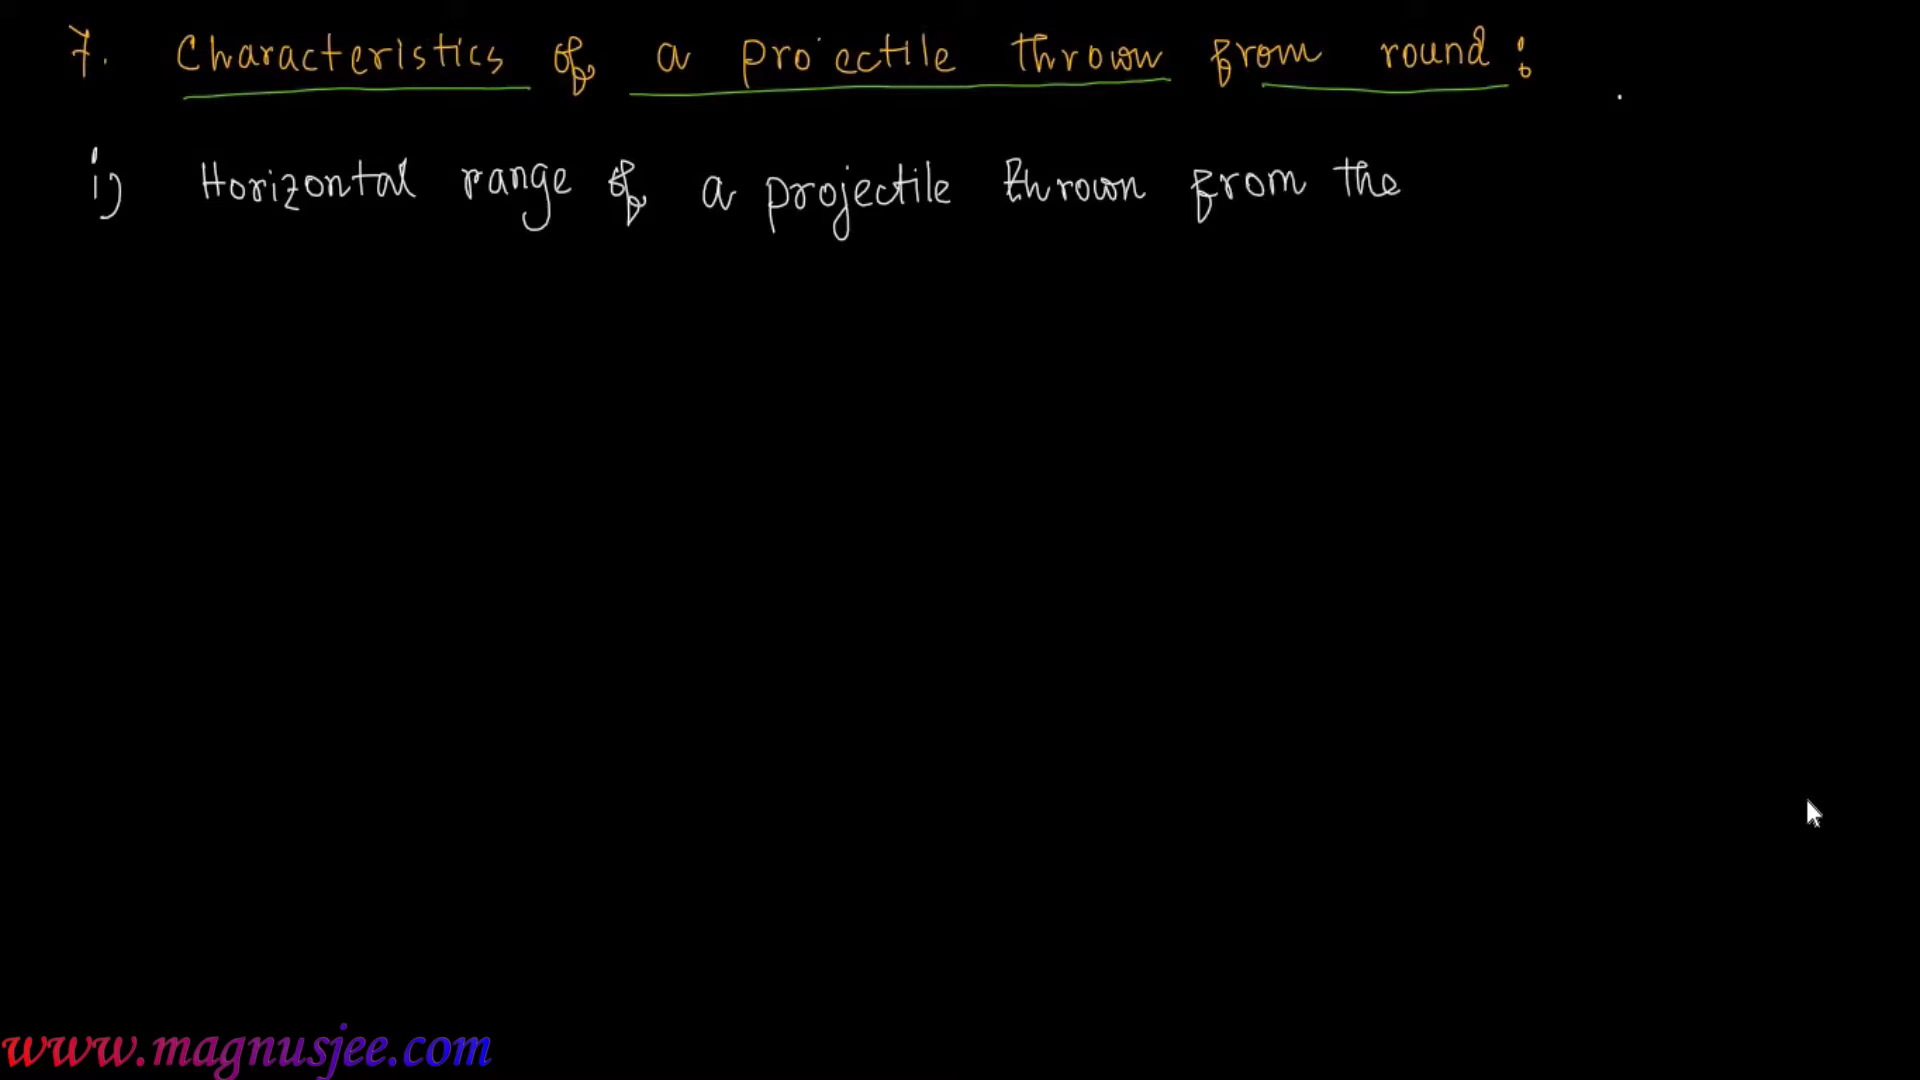 7. Characteristics of a projectile thrown from round :
i) Horizontal range of a projectile thrown from the
www.magnusjee.com